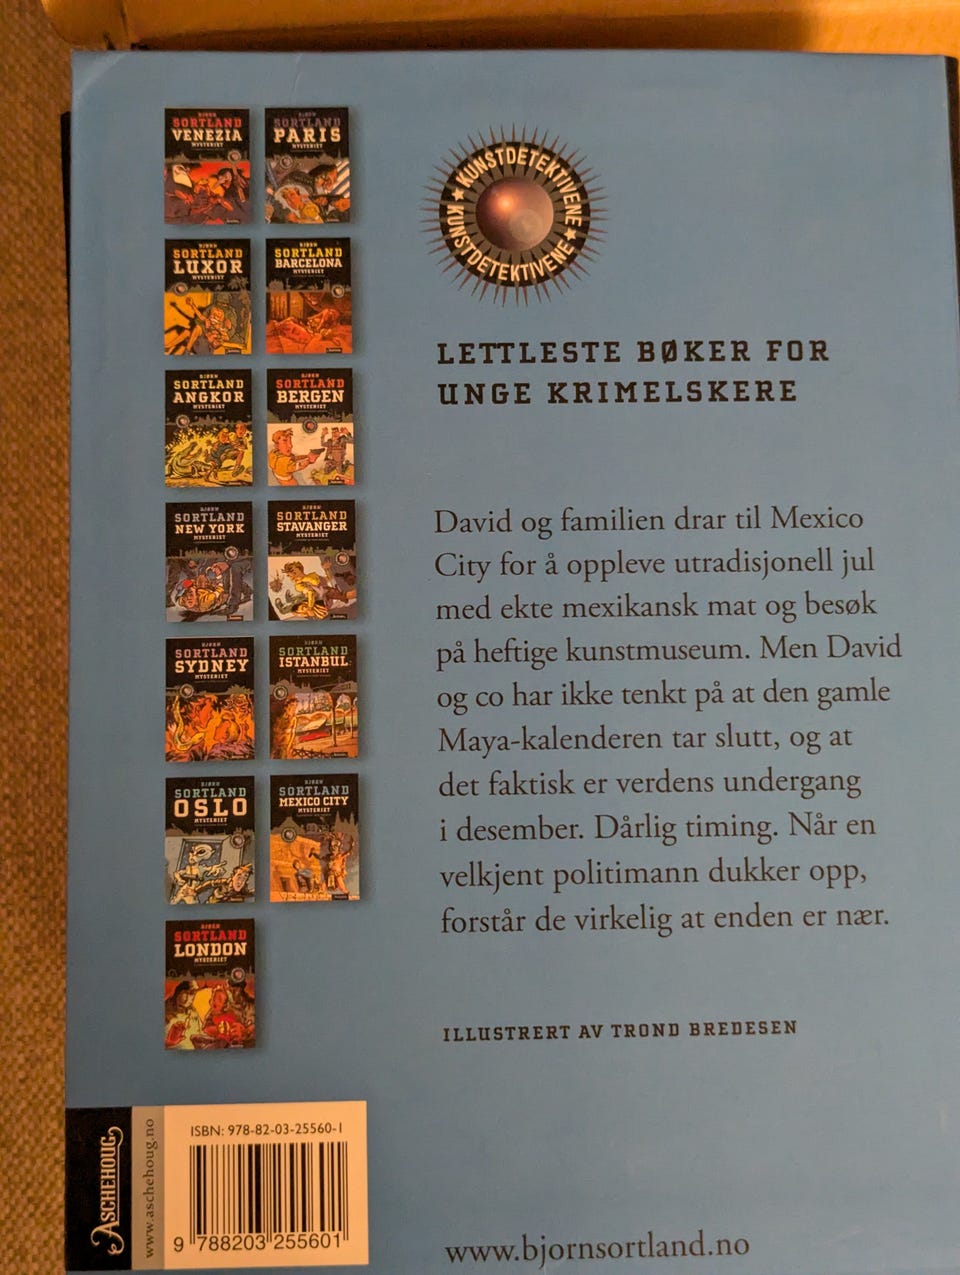 BJØRN
SORTLAND
VENEZIA
MYSTERIET
BJØRN
SORTLAND
PARIS
MYSTERIET
BJØRN
SORTLAND
LUXOR
MYSTERIET
BJØRN
SORTLAND
BARCELONA
MYSTERIET
BJØRN
SORTLAND
ANGKOR
MYSTERIET
BJØRN
SORTLAND
BERGEN
MYSTERIET
BJØRN
SORTLAND
NEW YORK
MYSTERIET
BJØRN
SORTLAND
STAVANGER
MYSTERIET
BJØRN
SORTLAND
SYDNEY
MYSTERIET
BJØRN
SORTLAND
ISTANBUL
MYSTERIET
BJØRN
SORTLAND
OSLO
MYSTERIET
BJØRN
SORTLAND
MEXICO CITY
MYSTERIET
BJØRN
SORTLAND
LONDON
MYSTERIET
KUNSTDETEKTIVENE
KUNSTDETEKTIVENE
LETTLESTE BØKER FOR
UNGE KRIMELSKERE
David og familien drar til Mexico
City for å oppleve utradisjonell jul
med ekte mexikansk mat og besøk
på heftige kunstmuseum. Men David
og co har ikke tenkt på at den gamle
Maya-kalenderen tar slutt, og at
det faktisk er verdens undergang
i desember. Dårlig timing. Når en
velkjent politimann dukker opp,
forstår de virkelig at enden er nær.
ILLUSTRERT AV TROND BREDESEN
ASCHEHOUG
www.aschehoug.no
ISBN: 978-82-03-25560-1
9 788203 255601
www.bjornsortland.no